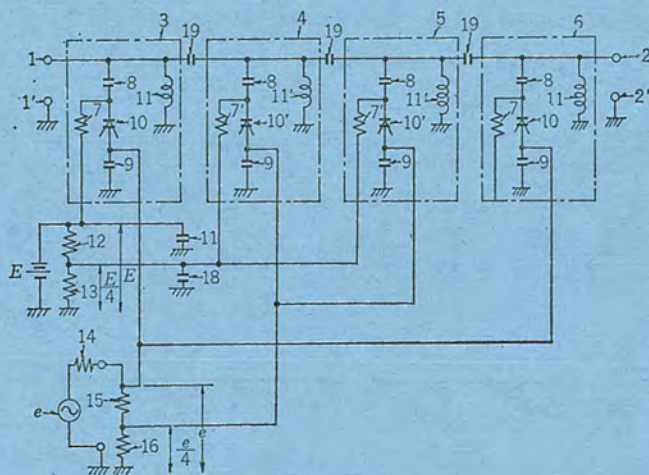 3 4 5 6
19 19 19
1 2
8 8 8 8
11 11' 11' 11
1' 2'
7 7' 7 7
10 10' 10' 10
9 9 9 9
12 11
E E/4 E
13 18
14
15
e e
16 e/4